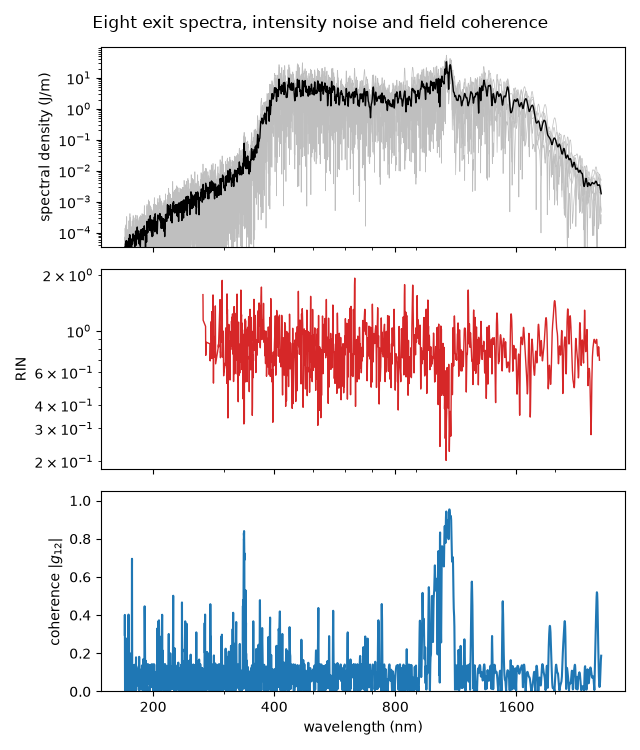 Eight exit spectra, intensity noise and field coherence
spectral density (J/m)
10¹
10⁰
10⁻¹
10⁻²
10⁻³
10⁻⁴
RIN
2 × 10⁰
10⁰
6 × 10⁻¹
4 × 10⁻¹
3 × 10⁻¹
2 × 10⁻¹
coherence |g₁₂|
1.0
0.8
0.6
0.4
0.2
0.0
200 400 800 1600
wavelength (nm)